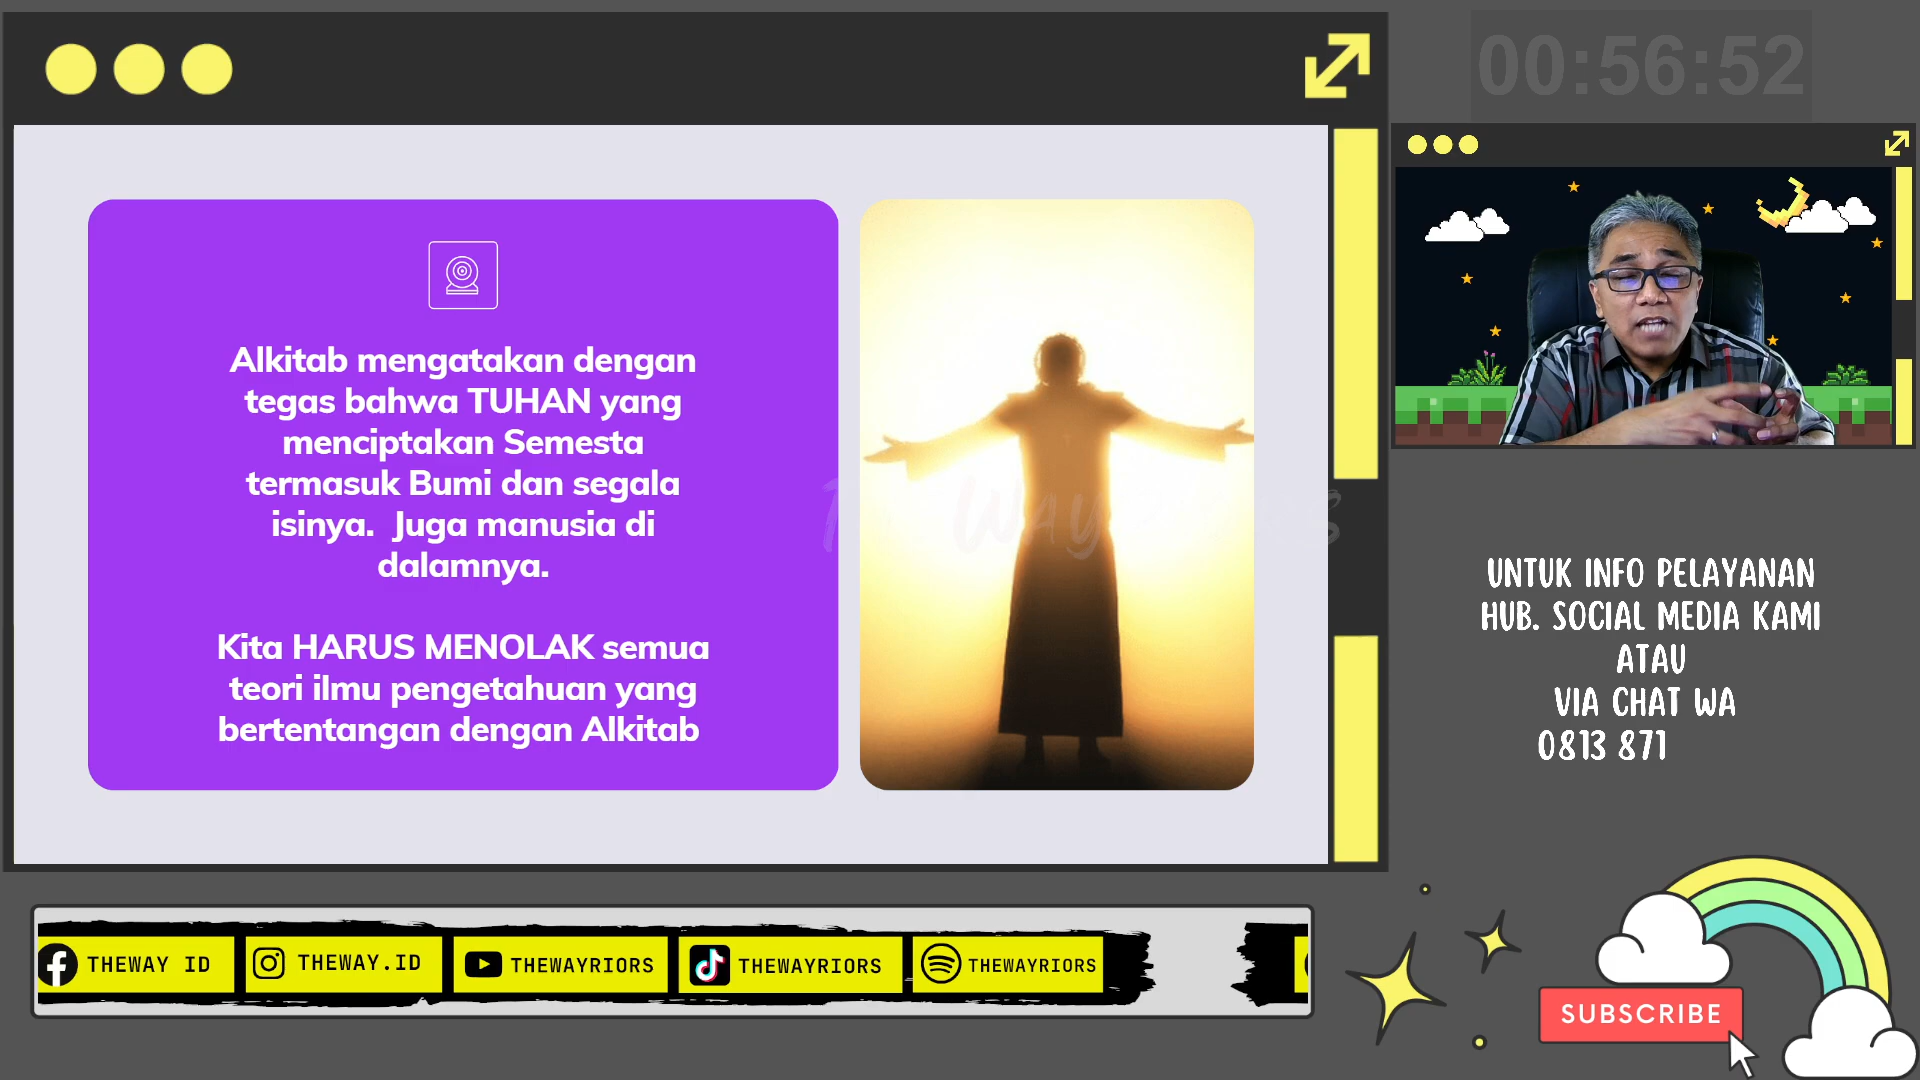 00:56:52
Alkitab mengatakan dengan
tegas bahwa TUHAN yang
menciptakan Semesta
termasuk Bumi dan segala
isinya. Juga manusia di
dalamnya.
Kita HARUS MENOLAK semua
teori ilmu pengetahuan yang
bertentangan dengan Alkitab
UNTUK INFO PELAYANAN
HUB. SOCIAL MEDIA KAMI
ATAU
VIA CHAT WA
0813 871
THEWAY ID
THEWAY.ID
THEWAYRIORS
THEWAYRIORS
THEWAYRIORS
SUBSCRIBE